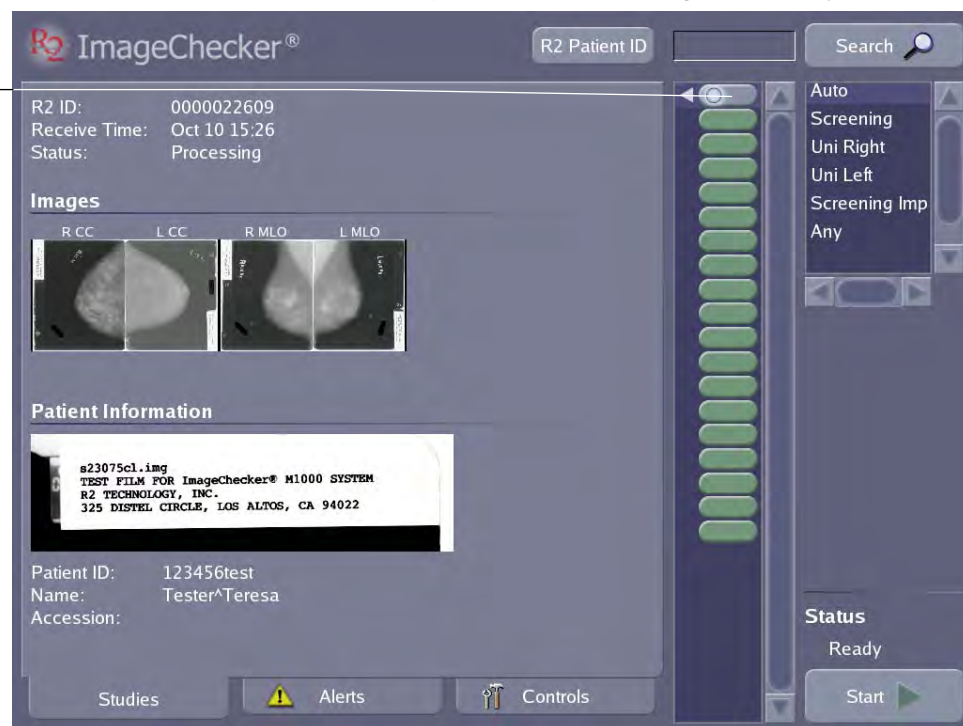 R2 ImageChecker®
R2 Patient ID
Search
R2 ID: 0000022609
Receive Time: Oct 10 15:26
Status: Processing
Images
R CC L CC R MLO L MLO
Patient Information
s23075cl.img
TEST FILM FOR ImageChecker® M1000 SYSTEM
R2 TECHNOLOGY, INC.
325 DISTEL CIRCLE, LOS ALTOS, CA 94022
Patient ID: 123456test
Name: Tester^Teresa
Accession:
Studies
Alerts
Controls
Auto
Screening
Uni Right
Uni Left
Screening Imp
Any
Status
Ready
Start